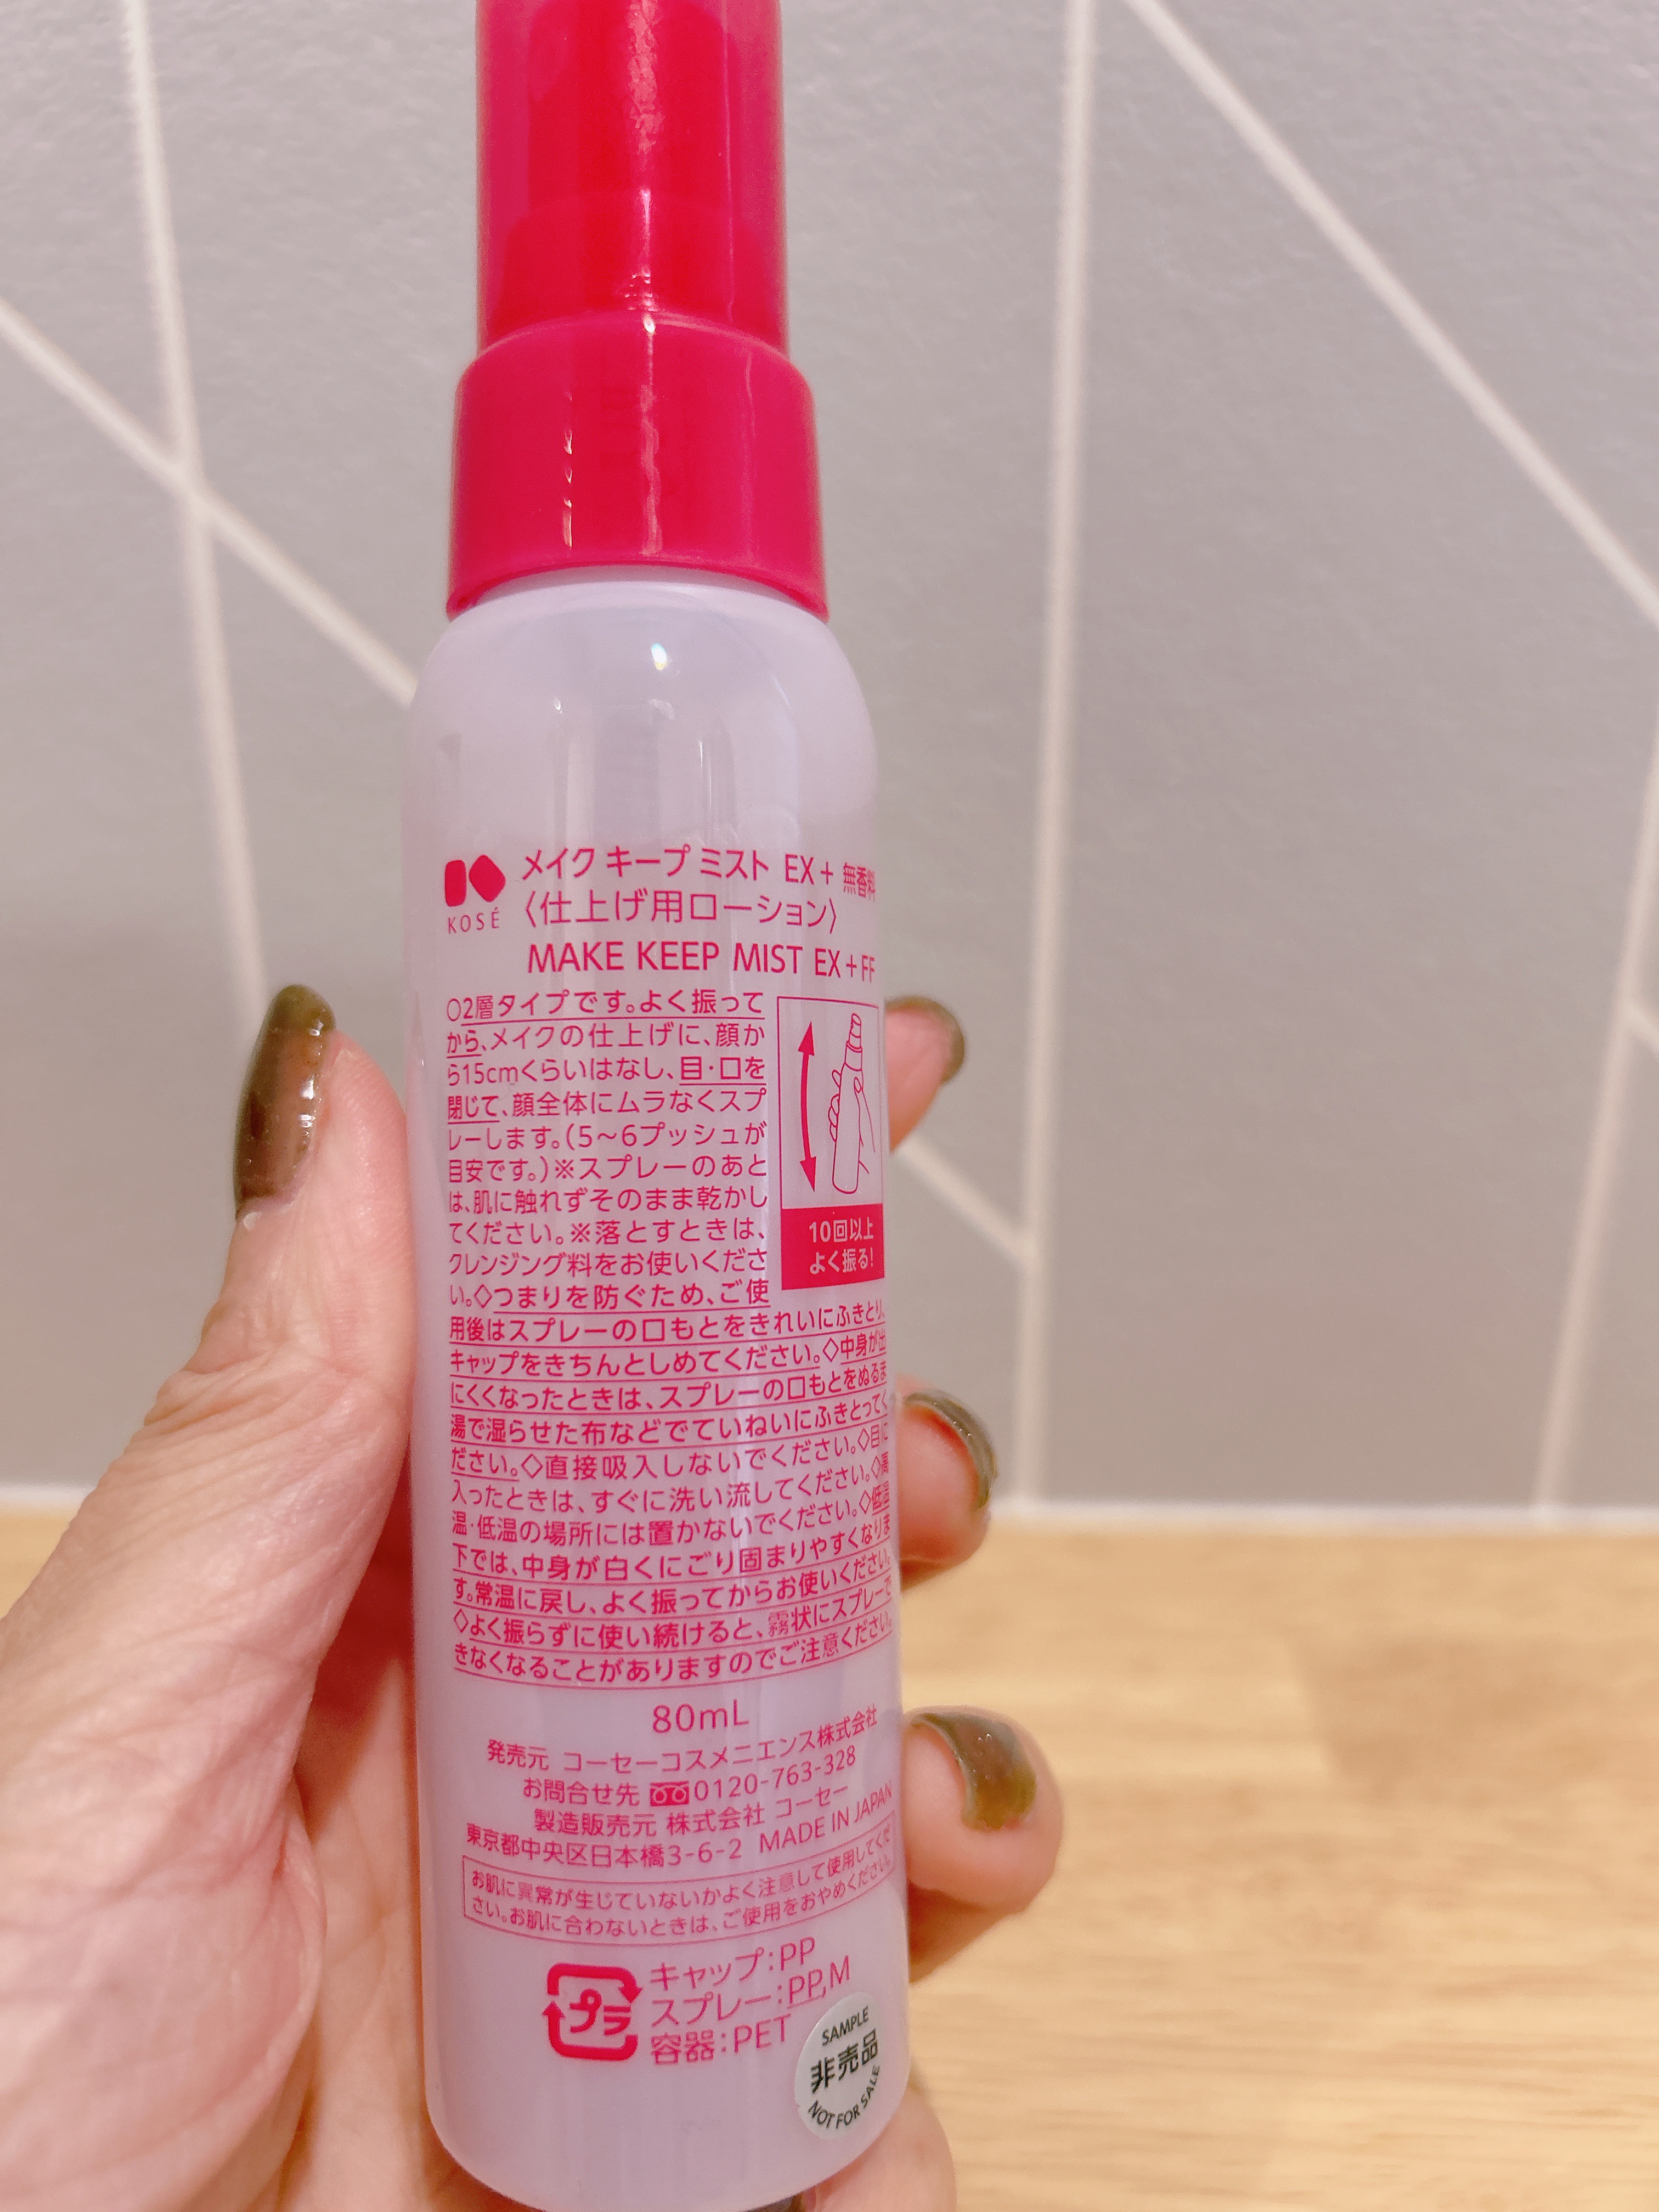 メイク キープ ミスト EX+ 無香料
KOSÉ
〈仕上げ用ローション〉
MAKE KEEP MIST EX+FF
○2層タイプです。よく振って
から、メイクの仕上げに、顔か
ら15cmくらいはなし、目・口を
閉じて、顔全体にムラなくスプ
レーします。(5〜6プッシュが
目安です。)※スプレーのあと
は、肌に触れずそのまま乾かし
てください。※落とすときは、
クレンジング料をお使いくださ
い。◇つまりを防ぐため、ご使
10回以上
よく振る!
用後はスプレーの口もとをきれいにふきとり、
キャップをきちんとしめてください。◇中身が出
にくくなったときは、スプレーの口もとをぬるま
湯で湿らせた布などでていねいにふきとってく
ださい。◇直接吸入しないでください。◇目に
入ったときは、すぐに洗い流してください。◇高
温・低温の場所には置かないでください。◇低温
下では、中身が白くにごり固まりやすくなりま
す。常温に戻し、よく振ってからお使いください。
◇よく振らずに使い続けると、霧状にスプレーで
きなくなることがありますのでご注意ください。
80mL
発売元 コーセーコスメニエンス株式会社
お問合せ先 0120-763-328
製造販売元 株式会社 コーセー
東京都中央区日本橋3-6-2 MADE IN JAPAN
お肌に異常が生じていないかよく注意して使用してくだ
さい。お肌に合わないときは、ご使用をおやめください。
プラ
キャップ:PP
スプレー:PP,M
容器:PET
SAMPLE
非売品
NOT FOR SALE